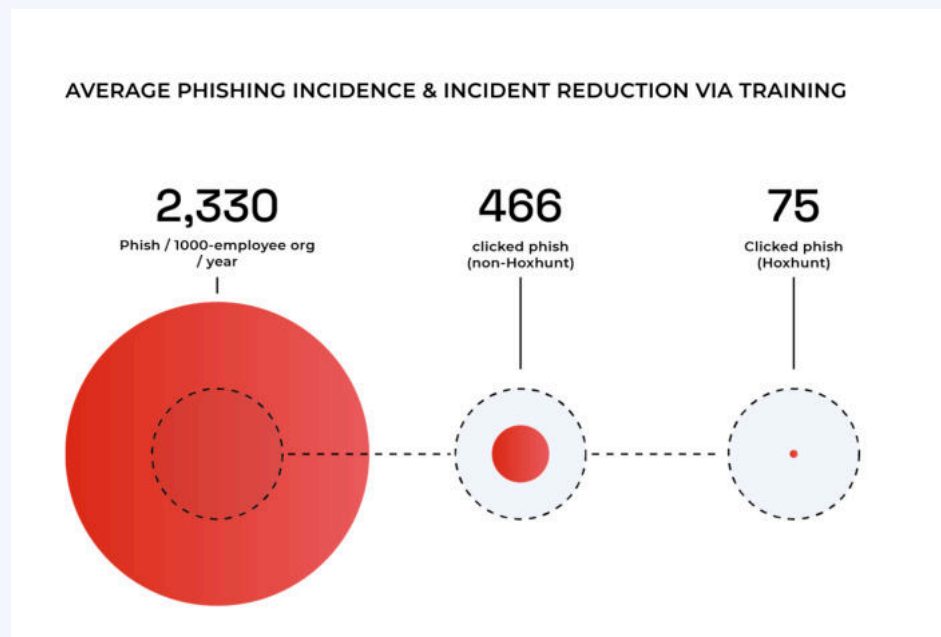 AVERAGE PHISHING INCIDENCE & INCIDENT REDUCTION VIA TRAINING
2,330
Phish / 1000-employee org
/ year
466
clicked phish
(non-Hoxhunt)
75
Clicked phish
(Hoxhunt)